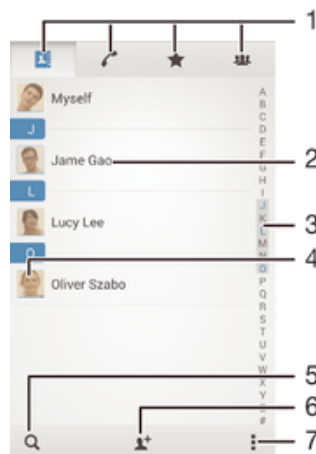 1
Myself
J
Jame Gao
2
L
Lucy Lee
3
O
4
Oliver Szabo
A
B
C
D
E
F
G
H
I
J
K
L
M
N
O
P
Q
R
S
T
U
V
W
X
Y
Z
#
5
6
7